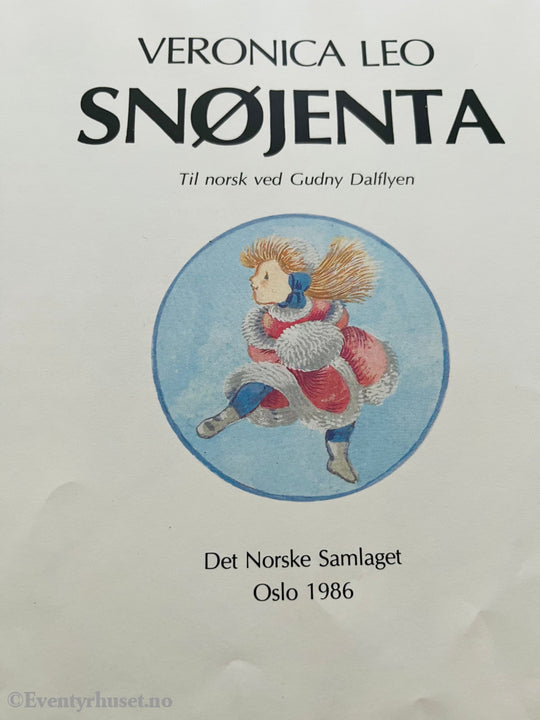 VERONICA LEO
SNØJENTA
Til norsk ved Gudny Dalflyen
Det Norske Samlaget
Oslo 1986
©Eventyrhuset.no